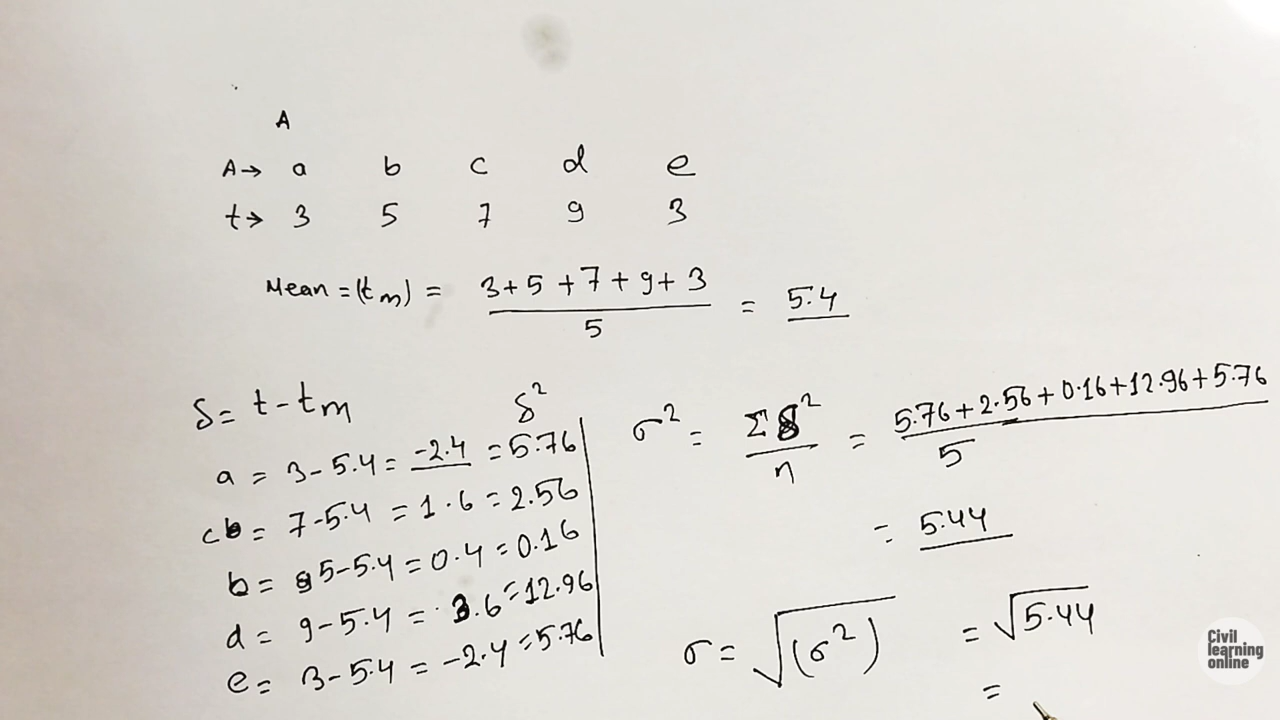 A
A→ a b c d e
t→ 3 5 7 9 3
Mean = (tm) = 3+5+7+9+3 / 5 = 5.4
δ = t - tm δ²
a = 3-5.4 = -2.4 = 5.76
c = 7-5.4 = 1.6 = 2.56
b = 5-5.4 = 0.4 = 0.16
d = 9-5.4 = 3.6 = 12.96
e = 3-5.4 = -2.4 = 5.76
σ² = Σδ² / n = 5.76+2.56+0.16+12.96+5.76 / 5
= 5.44
σ = √(σ²) = √5.44
=
Civil
learning
online